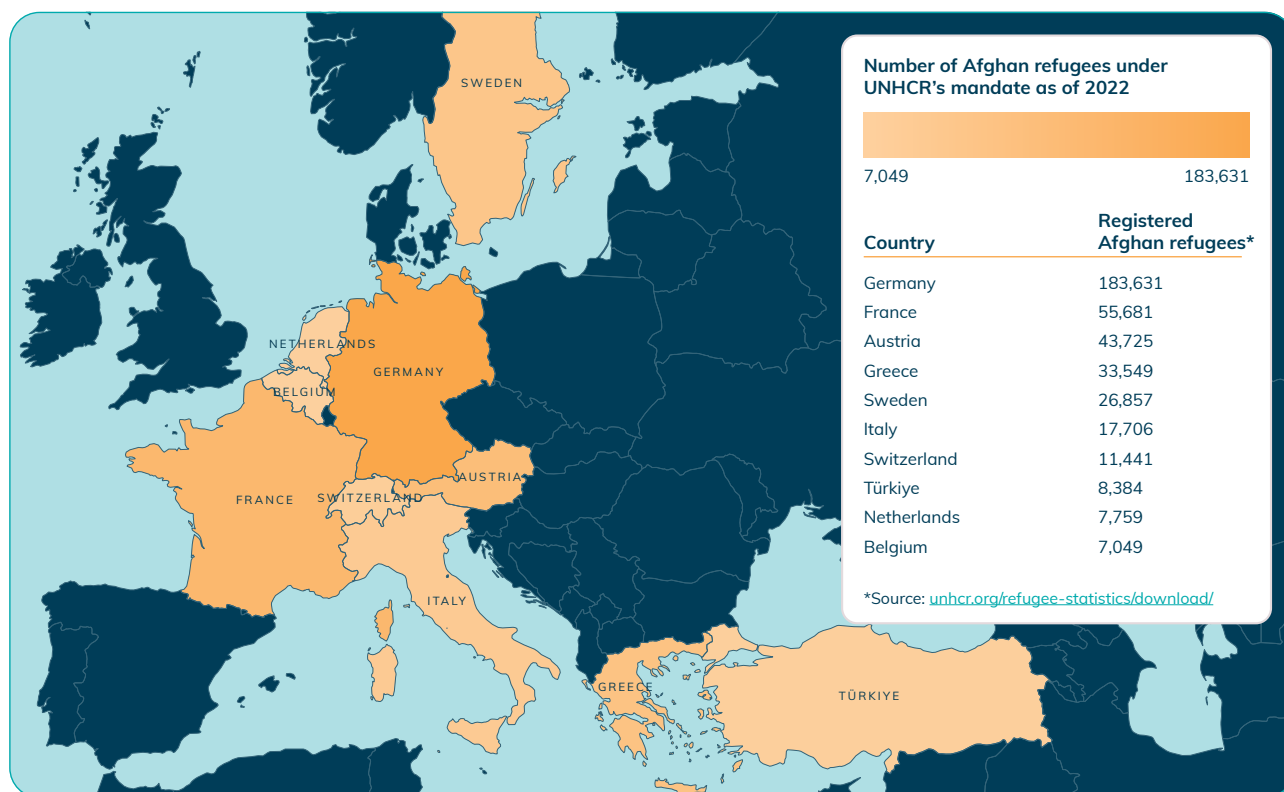 SWEDEN
NETHERLANDS
GERMANY
BELGIUM
AUSTRIA
FRANCE
SWITZERLAND
ITALY
GREECE
TÜRKIYE
Number of Afghan refugees under
UNHCR's mandate as of 2022
7,049 183,631
Country Registered
Afghan refugees*
Germany 183,631
France 55,681
Austria 43,725
Greece 33,549
Sweden 26,857
Italy 17,706
Switzerland 11,441
Türkiye 8,384
Netherlands 7,759
Belgium 7,049
*Source: unhcr.org/refugee-statistics/download/